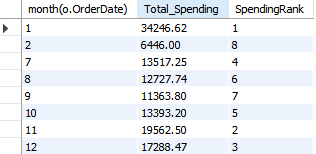 month(o.OrderDate) Total_Spending SpendingRank
1 34246.62 1
2 6446.00 8
7 13517.25 4
8 12727.74 6
9 11363.80 7
10 13393.20 5
11 19562.50 2
12 17288.47 3